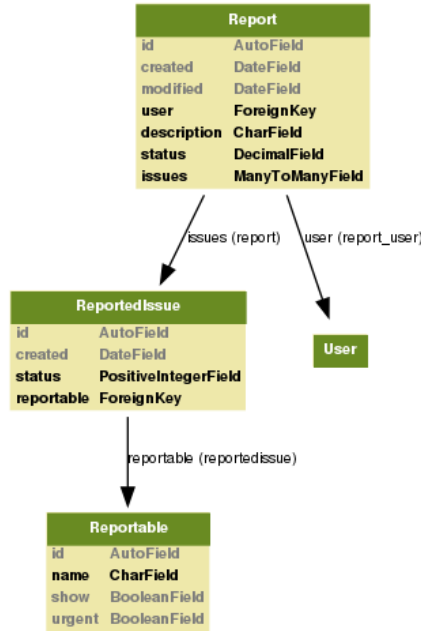 Report
id AutoField
created DateField
modified DateField
user ForeignKey
description CharField
status DecimalField
issues ManyToManyField
issues (report) user (report_user)
ReportedIssue
id AutoField
created DateField
status PositiveIntegerField
reportable ForeignKey
User
reportable (reportedissue)
Reportable
id AutoField
name CharField
show BooleanField
urgent BooleanField